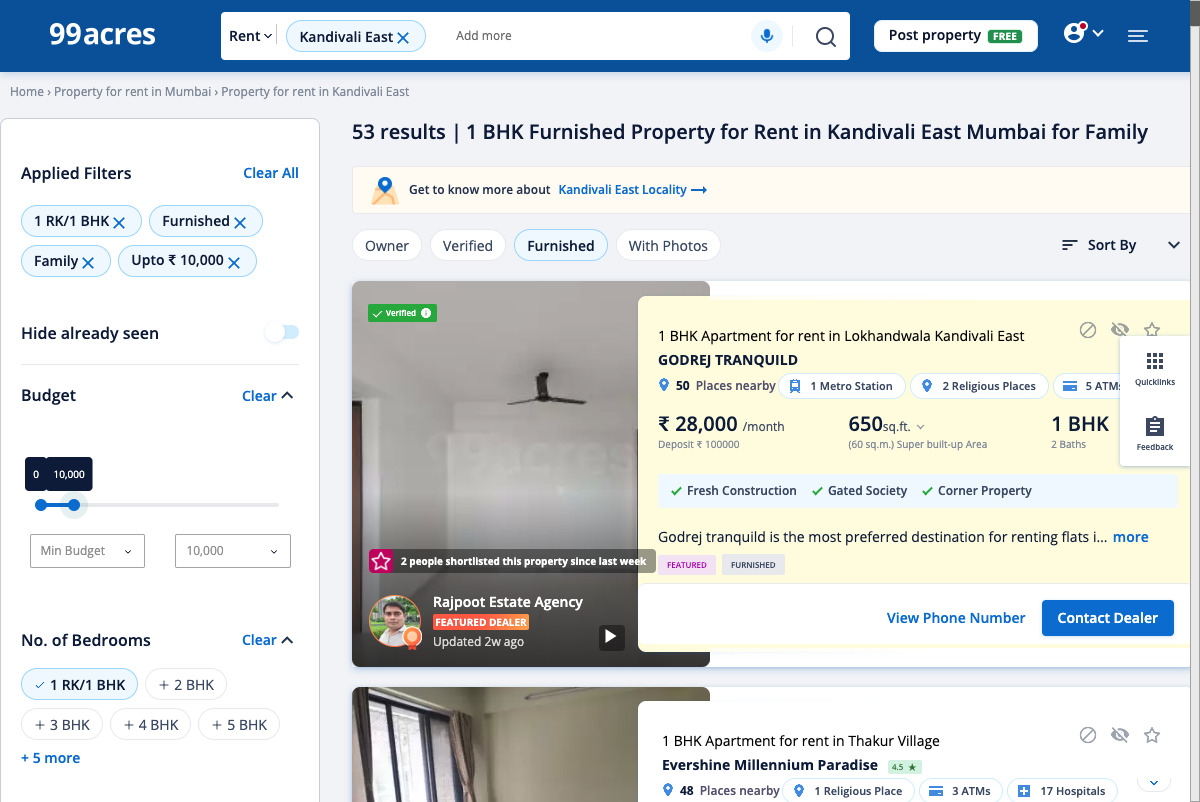 99acres
Rent
Kandivali East
Add more
Post property FREE
Home › Property for rent in Mumbai › Property for rent in Kandivali East
53 results | 1 BHK Furnished Property for Rent in Kandivali East Mumbai for Family
Applied Filters
Clear All
1 RK/1 BHK
Furnished
Family
Upto ₹ 10,000
Hide already seen
Budget
Clear
0
10,000
Min Budget
10,000
No. of Bedrooms
Clear
1 RK/1 BHK
+ 2 BHK
+ 3 BHK
+ 4 BHK
+ 5 BHK
+ 5 more
Get to know more about Kandivali East Locality
Owner
Verified
Furnished
With Photos
Sort By
Verified
99acres
2 people shortlisted this property since last week
Rajpoot Estate Agency
FEATURED DEALER
Updated 2w ago
1 BHK Apartment for rent in Lokhandwala Kandivali East
GODREJ TRANQUILD
50 Places nearby
1 Metro Station
2 Religious Places
5 ATMs
₹ 28,000 /month
Deposit ₹ 100000
650sq.ft.
(60 sq.m.) Super built-up Area
1 BHK
2 Baths
Fresh Construction
Gated Society
Corner Property
Godrej tranquild is the most preferred destination for renting flats i... more
FEATURED
FURNISHED
View Phone Number
Contact Dealer
Quicklinks
Feedback
1 BHK Apartment for rent in Thakur Village
Evershine Millennium Paradise
4.5 ★
48 Places nearby
1 Religious Place
3 ATMs
17 Hospitals